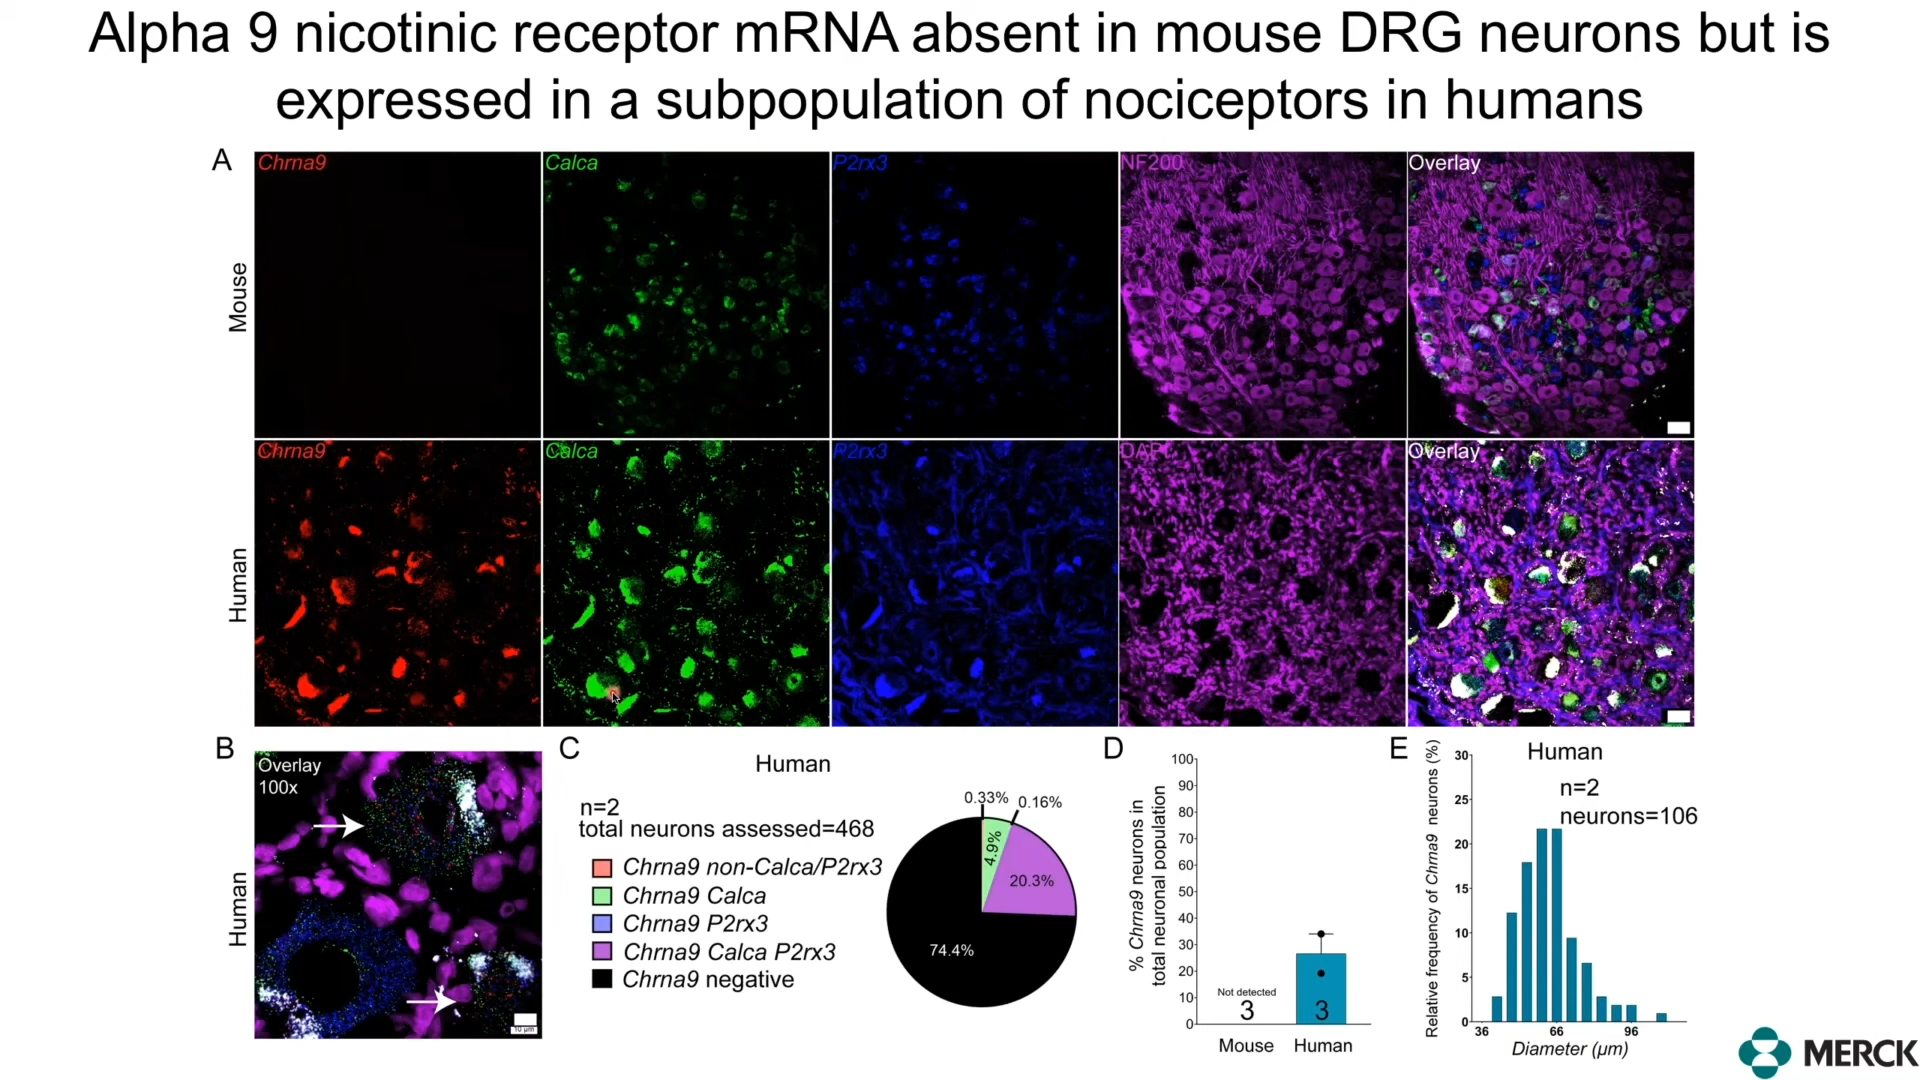 Alpha 9 nicotinic receptor mRNA absent in mouse DRG neurons but is
expressed in a subpopulation of nociceptors in humans
A
Chrna9
Calca
P2rx3
NF200
Overlay
Mouse
Chrna9
Calca
P2rx3
DAPI
Overlay
Human
B
Overlay
100x
Human
10 µm
C
Human
n=2
total neurons assessed=468
Chrna9 non-Calca/P2rx3
Chrna9 Calca
Chrna9 P2rx3
Chrna9 Calca P2rx3
Chrna9 negative
0.33%
0.16%
4.9%
20.3%
74.4%
D
% Chrna9 neurons in
total neuronal population
100
90
80
70
60
50
40
30
20
10
0
Not detected
3
3
Mouse
Human
E
Human
n=2
neurons=106
Relative frequency of Chrna9 neurons (%)
30
25
20
15
10
5
0
36
66
96
Diameter (µm)
MERCK